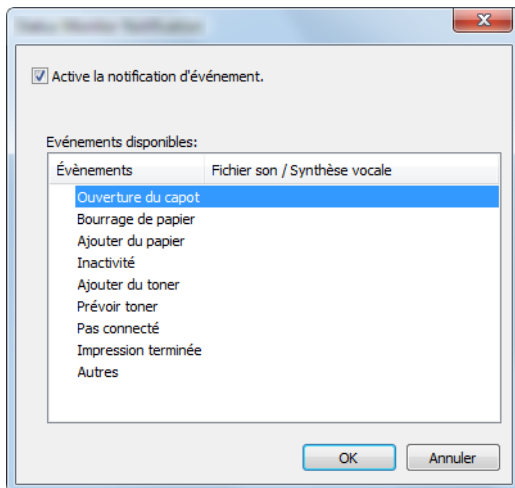 Active la notification d'événement.
Evénements disponibles:
Évènements Fichier son / Synthèse vocale
Ouverture du capot
Bourrage de papier
Ajouter du papier
Inactivité
Ajouter du toner
Prévoir toner
Pas connecté
Impression terminée
Autres
OK Annuler